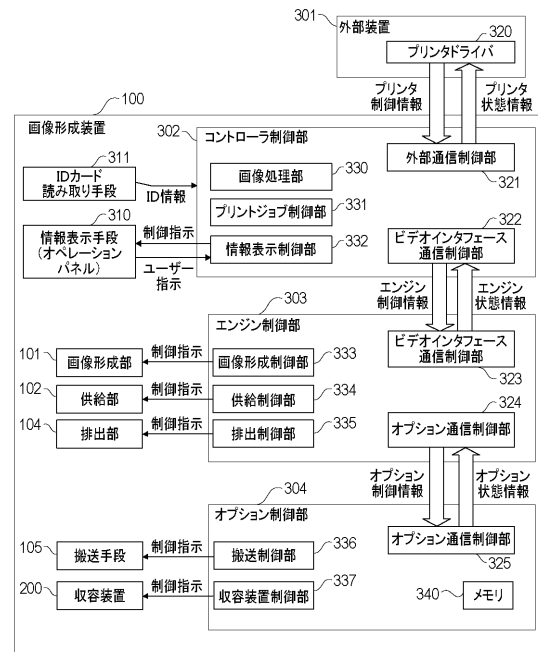 301
外部装置
320
プリンタドライバ
プリンタ
制御情報
プリンタ
状態情報
100
画像形成装置
302
コントローラ制御部
311
IDカード
読み取り手段
ID情報
330
画像処理部
外部通信制御部
321
331
プリントジョブ制御部
310
情報表示手段
(オペレーション
パネル)
制御指示
ユーザー
指示
332
情報表示制御部
322
ビデオインタフェース
通信制御部
エンジン
制御情報
エンジン
状態情報
303
エンジン制御部
ビデオインタフェース
通信制御部
323
101
画像形成部
制御指示
333
画像形成制御部
102
供給部
制御指示
334
供給制御部
104
排出部
制御指示
335
排出制御部
324
オプション通信制御部
オプション
制御情報
オプション
状態情報
304
オプション制御部
オプション通信制御部
325
105
搬送手段
制御指示
336
搬送制御部
200
収容装置
制御指示
337
収容装置制御部
340
メモリ